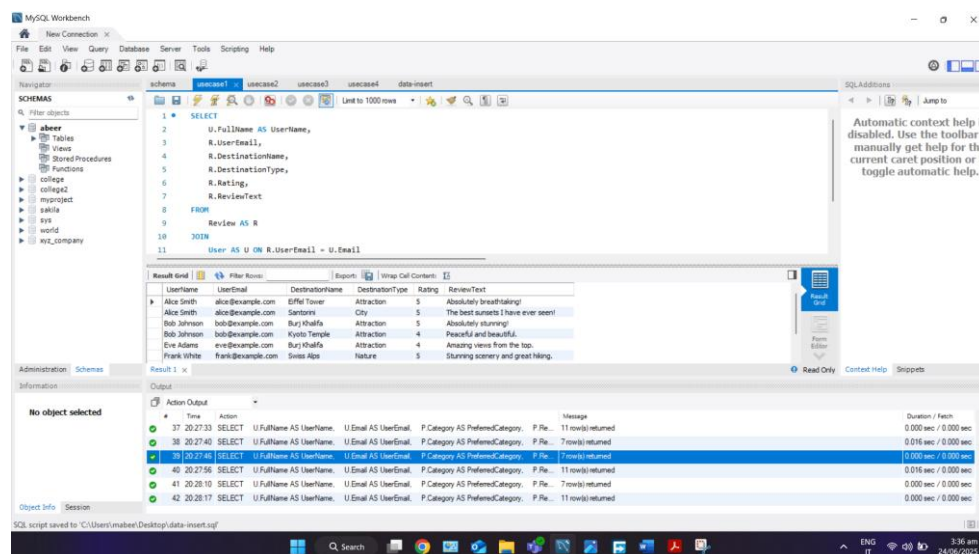 MySQL Workbench
New Connection ×
File Edit View Query Database Server Tools Scripting Help
Navigator
SCHEMAS
Filter objects
abeer
Tables
Views
Stored Procedures
Functions
college
college2
myproject
sakila
sys
world
xyz_company
Administration Schemas
Information
No object selected
Object Info Session
schema usecase1 × usecase2 usecase3 usecase4 data-insert
Limit to 1000 rows
1 SELECT
2 U.FullName AS UserName,
3 R.UserEmail,
4 R.DestinationName,
5 R.DestinationType,
6 R.Rating,
7 R.ReviewText
8 FROM
9 Review AS R
10 JOIN
11 User AS U ON R.UserEmail = U.Email
Result Grid Filter Rows: Export: Wrap Cell Content:
UserName UserEmail DestinationName DestinationType Rating ReviewText
Alice Smith alice@example.com Eiffel Tower Attraction 5 Absolutely breathtaking!
Alice Smith alice@example.com Santorini City 5 The best sunsets I have ever seen!
Bob Johnson bob@example.com Burj Khalifa Attraction 5 Absolutely stunning!
Bob Johnson bob@example.com Kyoto Temple Attraction 4 Peaceful and beautiful.
Eve Adams eve@example.com Burj Khalifa Attraction 4 Amazing views from the top.
Frank White frank@example.com Swiss Alps Nature 5 Stunning scenery and great hiking.
Result Grid
Form Editor
Result 1 ×
Read Only
Output
Action Output
# Time Action Message Duration / Fetch
37 20:27:33 SELECT U.FullName AS UserName, U.Email AS UserEmail, P.Category AS PreferredCategory, P.Re... 11 row(s) returned 0.000 sec / 0.000 sec
38 20:27:40 SELECT U.FullName AS UserName, U.Email AS UserEmail, P.Category AS PreferredCategory, P.Re... 7 row(s) returned 0.016 sec / 0.000 sec
39 20:27:46 SELECT U.FullName AS UserName, U.Email AS UserEmail, P.Category AS PreferredCategory, P.Re... 7 row(s) returned 0.000 sec / 0.000 sec
40 20:27:56 SELECT U.FullName AS UserName, U.Email AS UserEmail, P.Category AS PreferredCategory, P.Re... 11 row(s) returned 0.016 sec / 0.000 sec
41 20:28:10 SELECT U.FullName AS UserName, U.Email AS UserEmail, P.Category AS PreferredCategory, P.Re... 7 row(s) returned 0.000 sec / 0.000 sec
42 20:28:17 SELECT U.FullName AS UserName, U.Email AS UserEmail, P.Category AS PreferredCategory, P.Re... 11 row(s) returned 0.000 sec / 0.000 sec
SQLAdditions
Jump to
Automatic context help
disabled. Use the toolbar
manually get help for th
current caret position or
toggle automatic help.
Context Help Snippets
SQL script saved to 'C:\Users\mabee\Desktop\data-insert.sql'
Search
ENG
IT
3:36 am